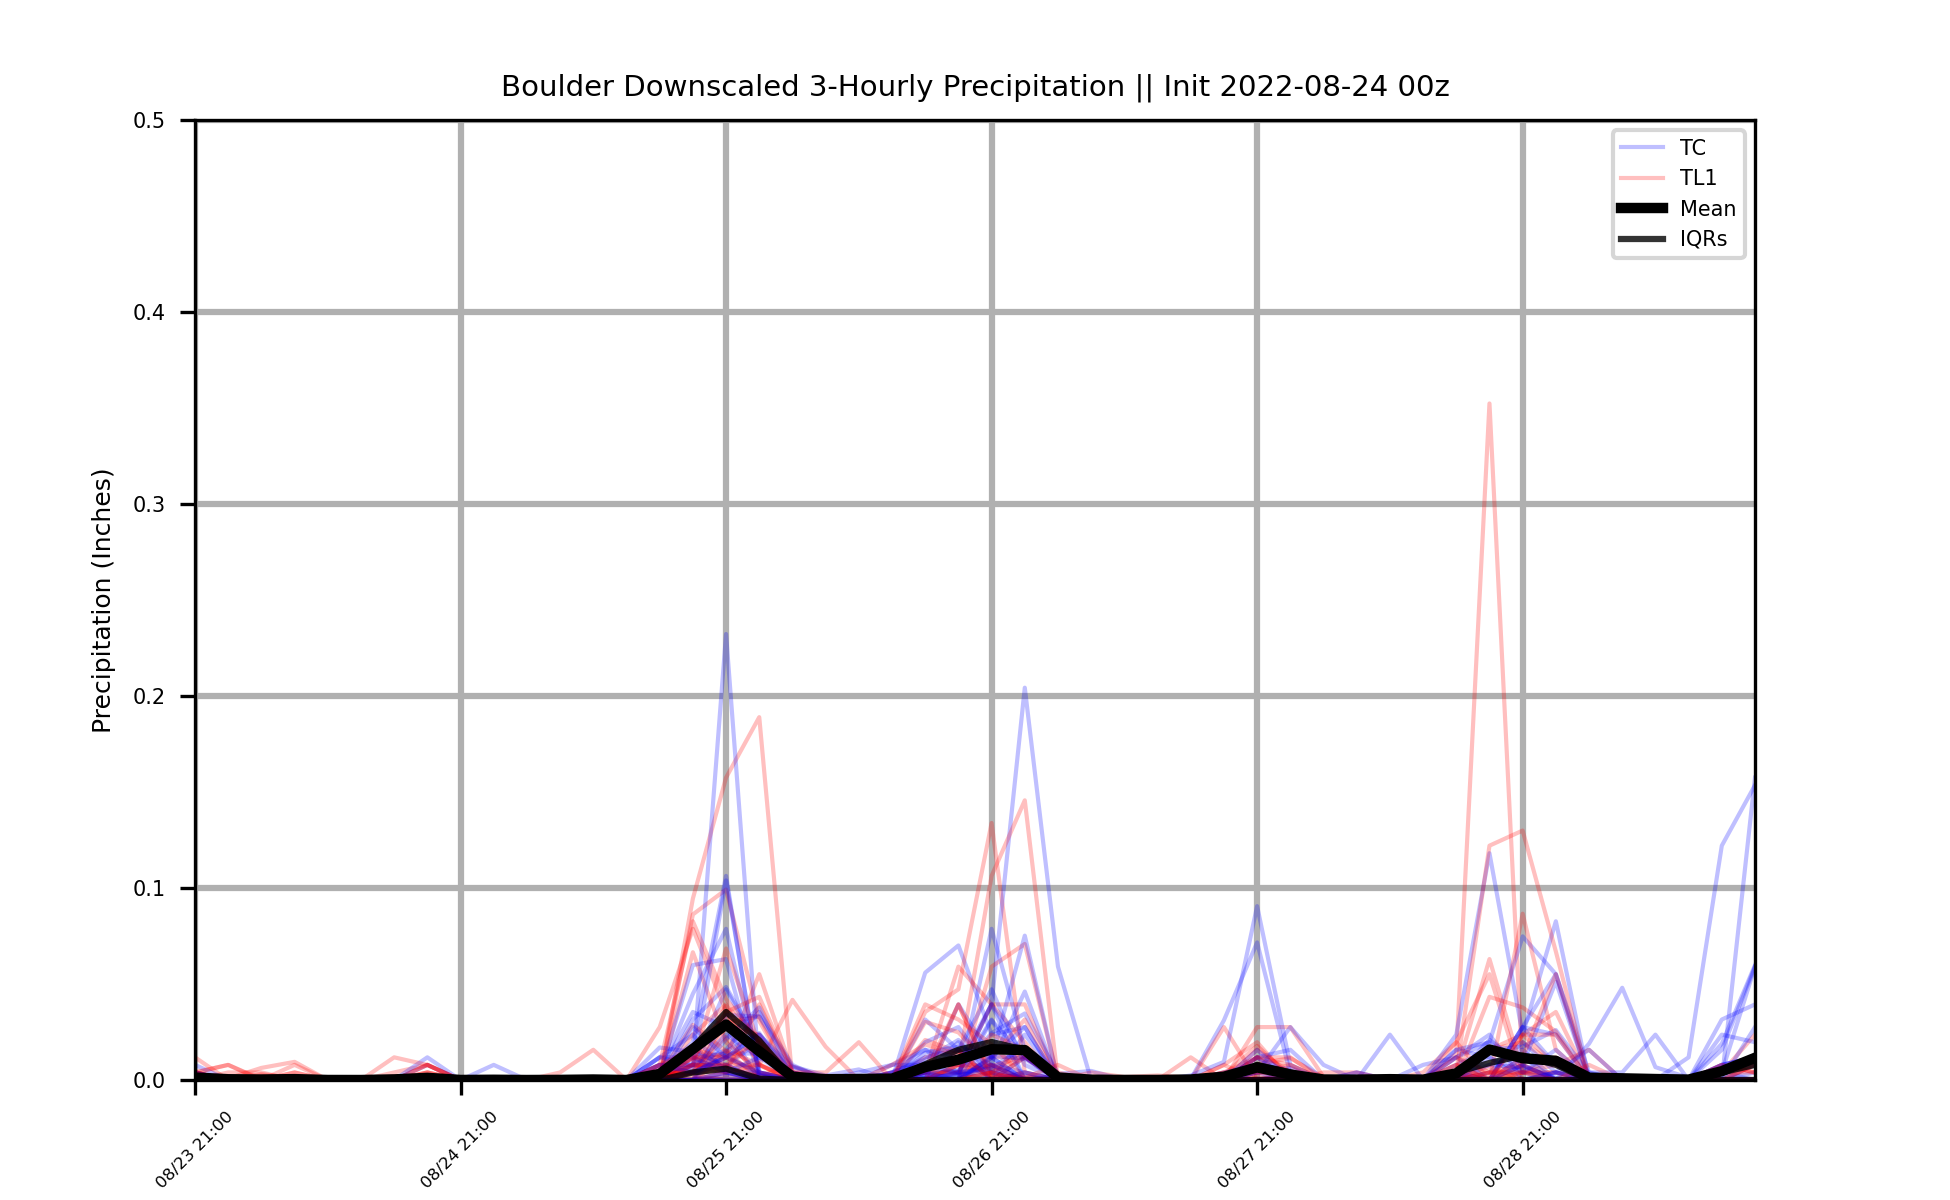 Boulder Downscaled 3-Hourly Precipitation || Init 2022-08-24 00z
Precipitation (Inches)
0.5
0.4
0.3
0.2
0.1
0.0
TC
TL1
Mean
IQRs
08/23 21:00
08/24 21:00
08/25 21:00
08/26 21:00
08/27 21:00
08/28 21:00